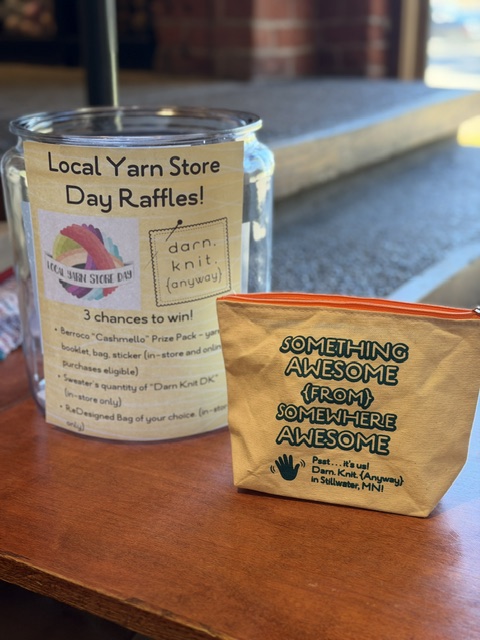 Local Yarn Store
Day Raffles!
LOCAL YARN STORE DAY
darn.
knit.
{anyway}
3 chances to win!
• Berroco "Cashmello" Prize Pack – yarn
booklet, bag, sticker (in-store and online
purchases eligible)
• Sweater's quantity of "Darn Knit DK"
(in-store only)
• ReDesigned Bag of your choice. (in-store
only)
SOMETHING
AWESOME
{FROM}
SOMEWHERE
AWESOME
Psst... it's us!
Darn. Knit. {Anyway}
in Stillwater, MN!